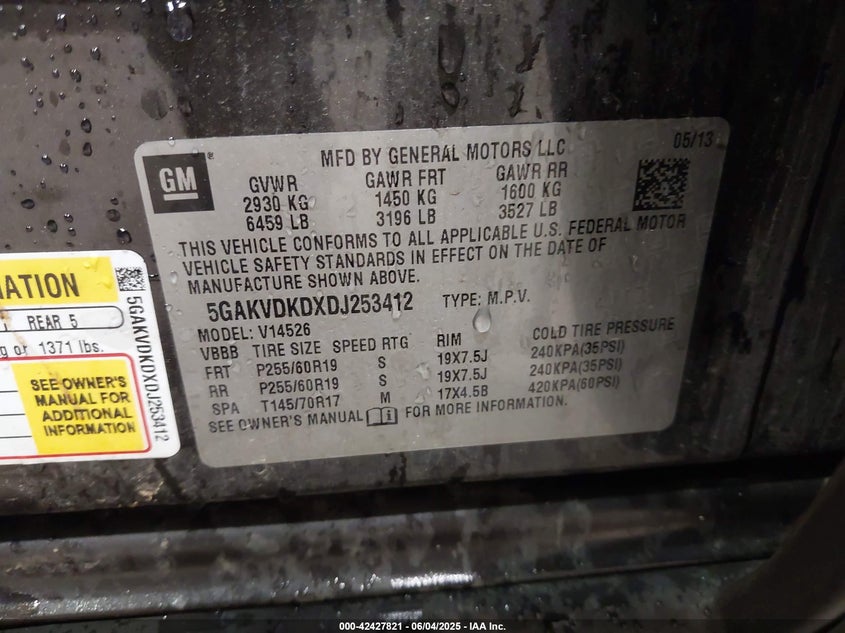 GM
MFD BY GENERAL MOTORS LLC
05/13
GVWR GAWR FRT GAWR RR
2930 KG 1450 KG 1600 KG
6459 LB 3196 LB 3527 LB
THIS VEHICLE CONFORMS TO ALL APPLICABLE U.S. FEDERAL MOTOR
VEHICLE SAFETY STANDARDS IN EFFECT ON THE DATE OF
MANUFACTURE SHOWN ABOVE.
5GAKVDKDXDJ253412 TYPE: M.P.V.
MODEL: V14526
VBBB TIRE SIZE SPEED RTG RIM COLD TIRE PRESSURE
FRT P255/60R19 S 19X7.5J 240KPA(35PSI)
RR P255/60R19 S 19X7.5J 240KPA(35PSI)
SPA T145/70R17 M 17X4.5B 420KPA(60PSI)
SEE OWNER'S MANUAL FOR MORE INFORMATION.
REAR 5
or 1371 lbs.
SEE OWNER'S
MANUAL FOR
ADDITIONAL
INFORMATION
5GAKVDKDXDJ253412
000-42427821 - 06/04/2025 - IAA Inc.